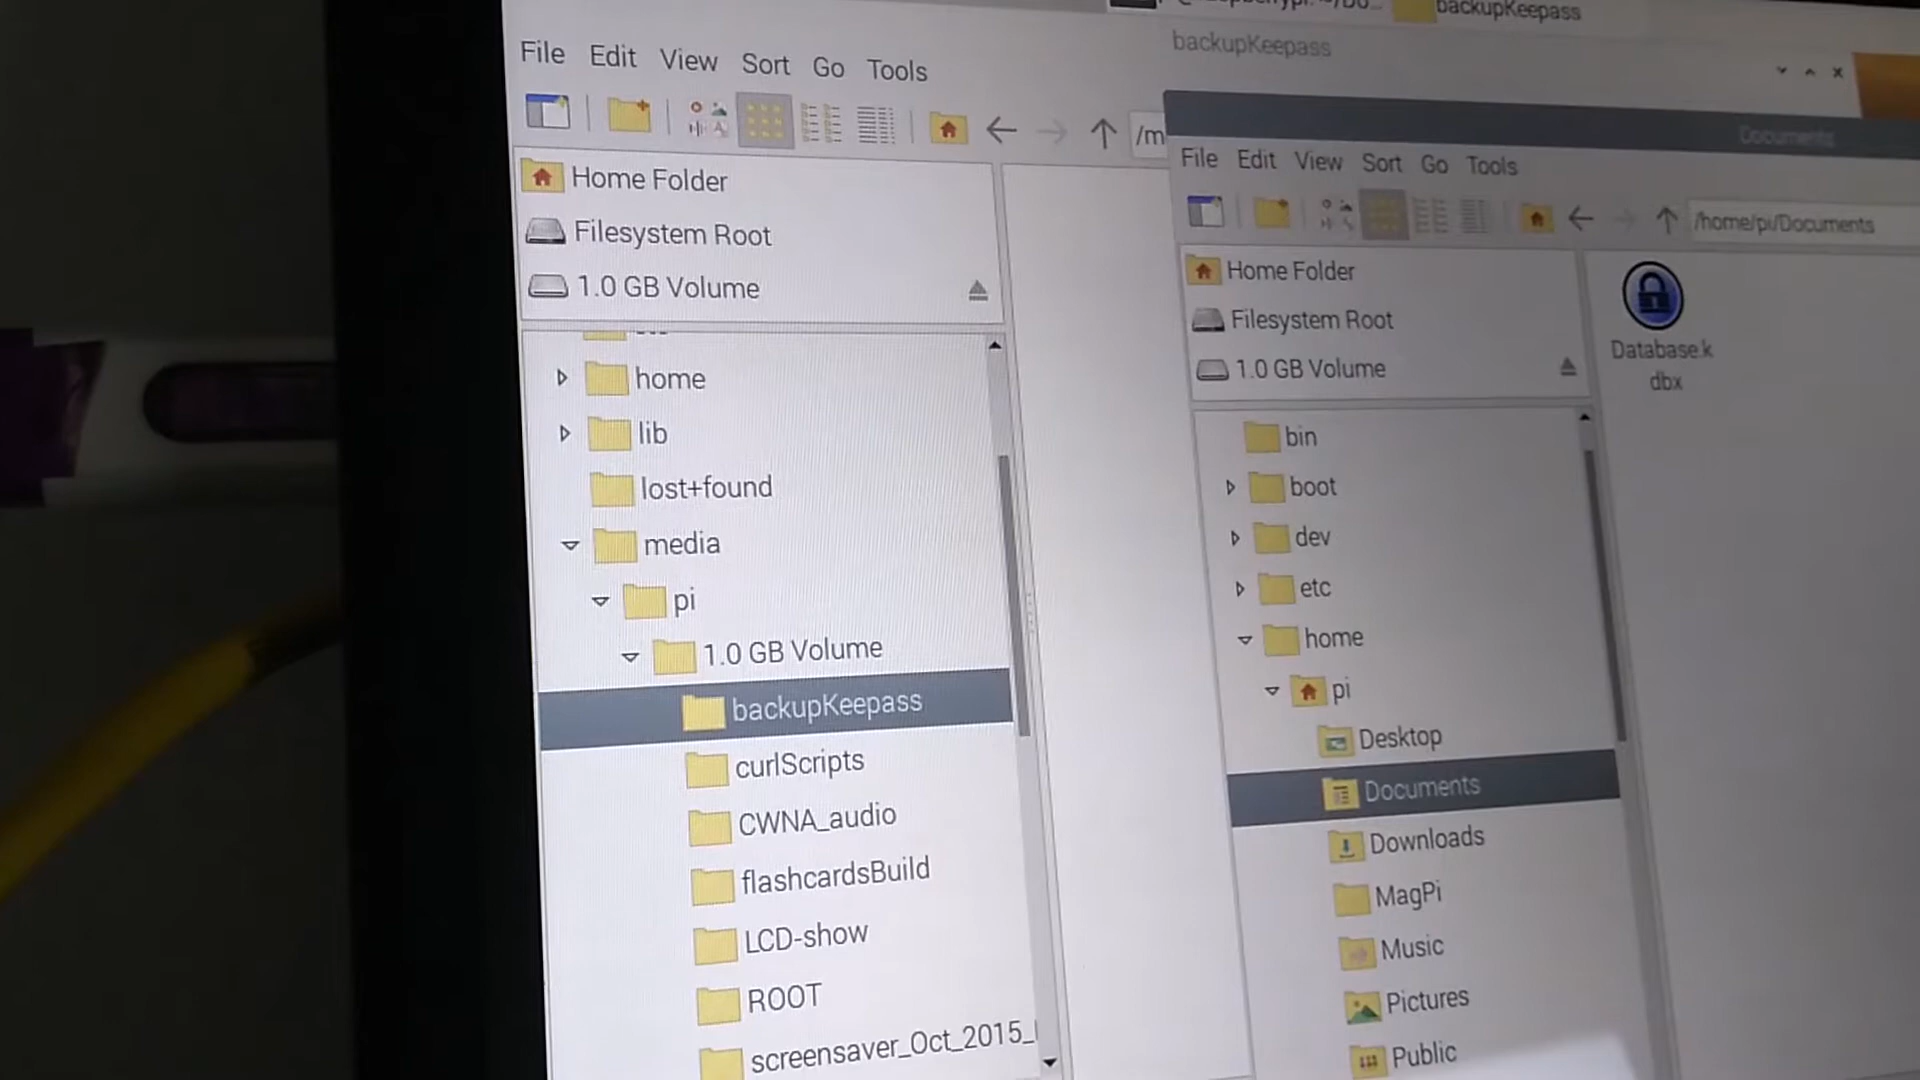 backupKeepass
backupKeepass
File Edit View Sort Go Tools
/m
Home Folder
Filesystem Root
1.0 GB Volume
home
lib
lost+found
media
pi
1.0 GB Volume
backupKeepass
curlScripts
CWNA_audio
flashcardsBuild
LCD-show
ROOT
screensaver_Oct_2015_
Documents
File Edit View Sort Go Tools
/home/pi/Documents
Home Folder
Filesystem Root
1.0 GB Volume
bin
boot
dev
etc
home
pi
Desktop
Documents
Downloads
MagPi
Music
Pictures
Public
Database.k
dbx